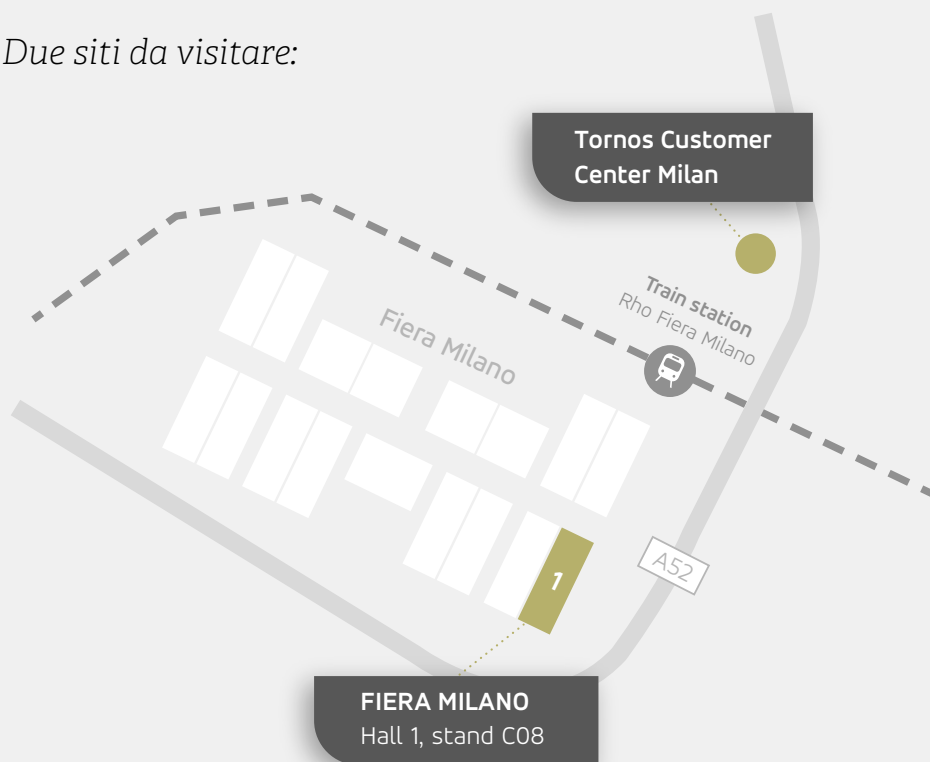 Due siti da visitare:
Tornos Customer
Center Milan
Train station
Rho Fiera Milano
Fiera Milano
1
A52
FIERA MILANO
Hall 1, stand C08